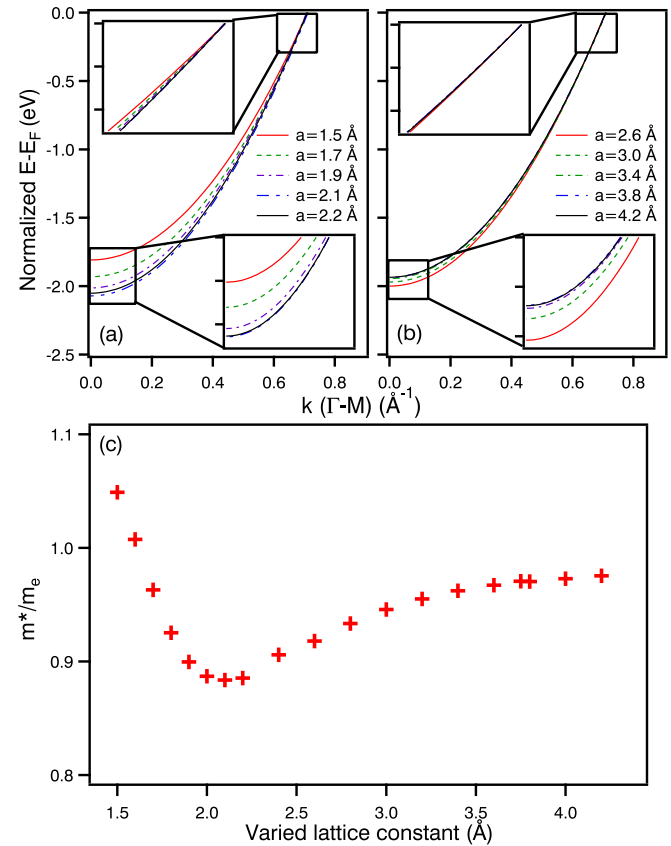 0.0
-0.5
-1.0
-1.5
-2.0
-2.5
Normalized E-E_F (eV)
a=1.5 Å
a=1.7 Å
a=1.9 Å
a=2.1 Å
a=2.2 Å
(a)
0.0 0.2 0.4 0.6 0.8
a=2.6 Å
a=3.0 Å
a=3.4 Å
a=3.8 Å
a=4.2 Å
(b)
0.0 0.2 0.4 0.6 0.8
k (Γ-M) (Å⁻¹)
(c)
1.1
1.0
0.9
0.8
m*/m_e
1.5 2.0 2.5 3.0 3.5 4.0
Varied lattice constant (Å)